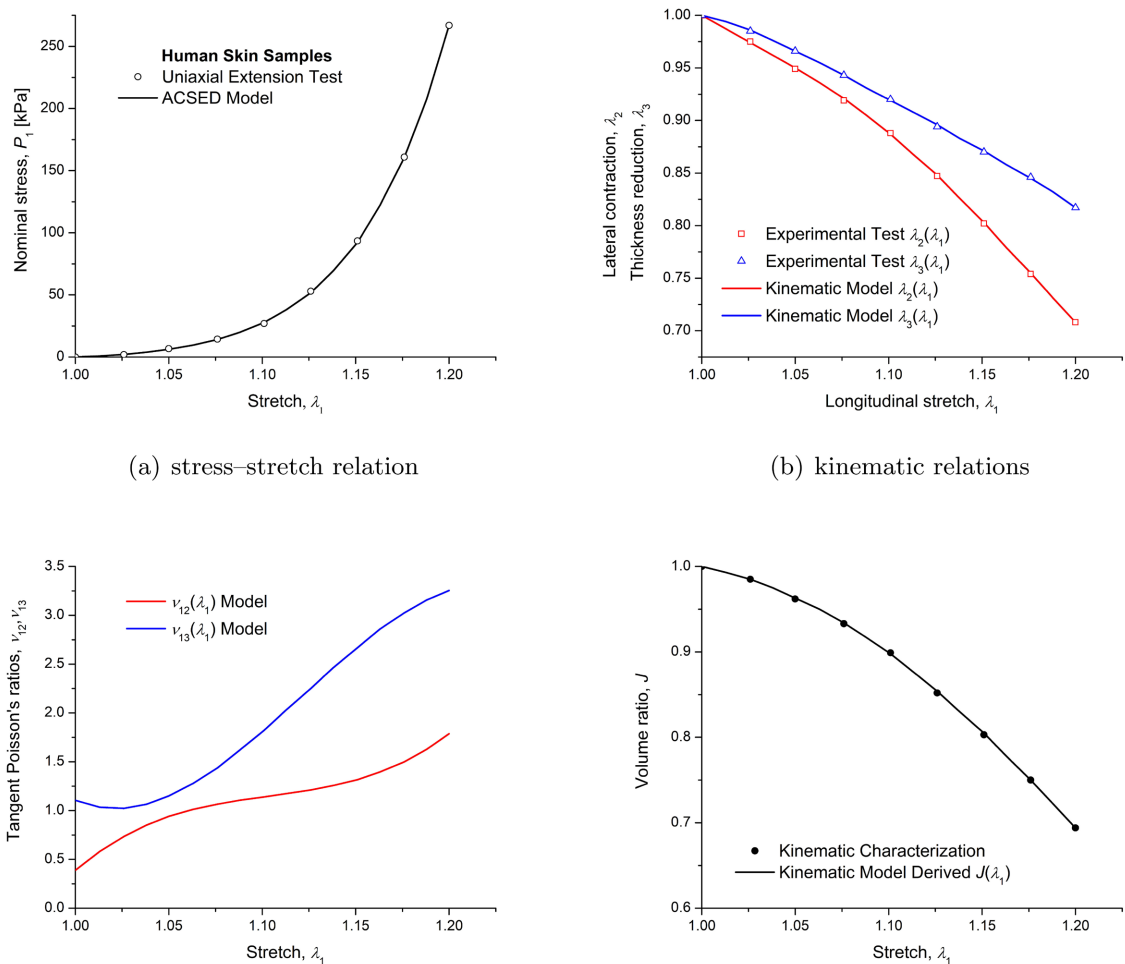 250
200
150
100
50
0
Nominal stress, P1 [kPa]
Human Skin Samples
Uniaxial Extension Test
ACSED Model
1.00 1.05 1.10 1.15 1.20
Stretch, λ1
(a) stress–stretch relation
1.00
0.95
0.90
0.85
0.80
0.75
0.70
Lateral contraction, λ2
Thickness reduction, λ3
Experimental Test λ2(λ1)
Experimental Test λ3(λ1)
Kinematic Model λ2(λ1)
Kinematic Model λ3(λ1)
1.00 1.05 1.10 1.15 1.20
Longitudinal stretch, λ1
(b) kinematic relations
3.5
3.0
2.5
2.0
1.5
1.0
0.5
0.0
Tangent Poisson's ratios, ν12,ν13
ν12(λ1) Model
ν13(λ1) Model
1.00 1.05 1.10 1.15 1.20
Stretch, λ1
1.0
0.9
0.8
0.7
0.6
Volume ratio, J
Kinematic Characterization
Kinematic Model Derived J(λ1)
1.00 1.05 1.10 1.15 1.20
Stretch, λ1